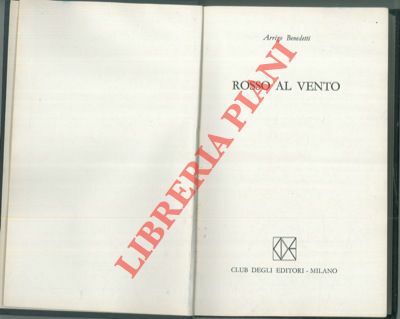 Arrigo Benedetti
ROSSO AL VENTO
LIBRERIA PIANI
CLUB DEGLI EDITORI - MILANO